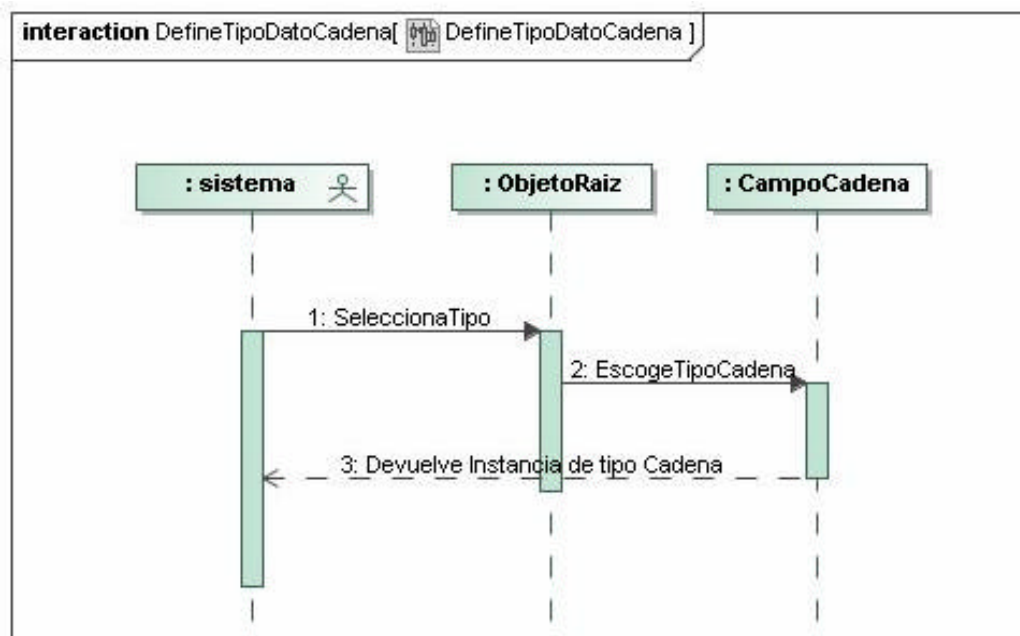 interaction DefineTipoDatoCadena[ DefineTipoDatoCadena ]
: sistema
: ObjetoRaiz
: CampoCadena
1: SeleccionaTipo
2: EscogeTipoCadena
3: Devuelve Instancia de tipo Cadena